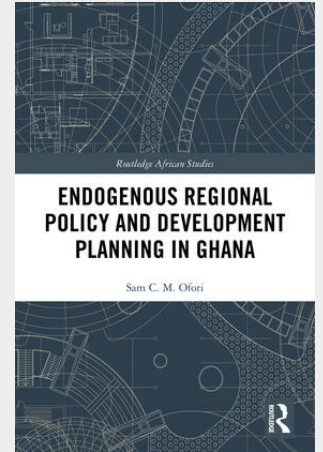 Routledge African Studies
ENDOGENOUS REGIONAL
POLICY AND DEVELOPMENT
PLANNING IN GHANA
Sam C. M. Ofori
ROUTLEDGE